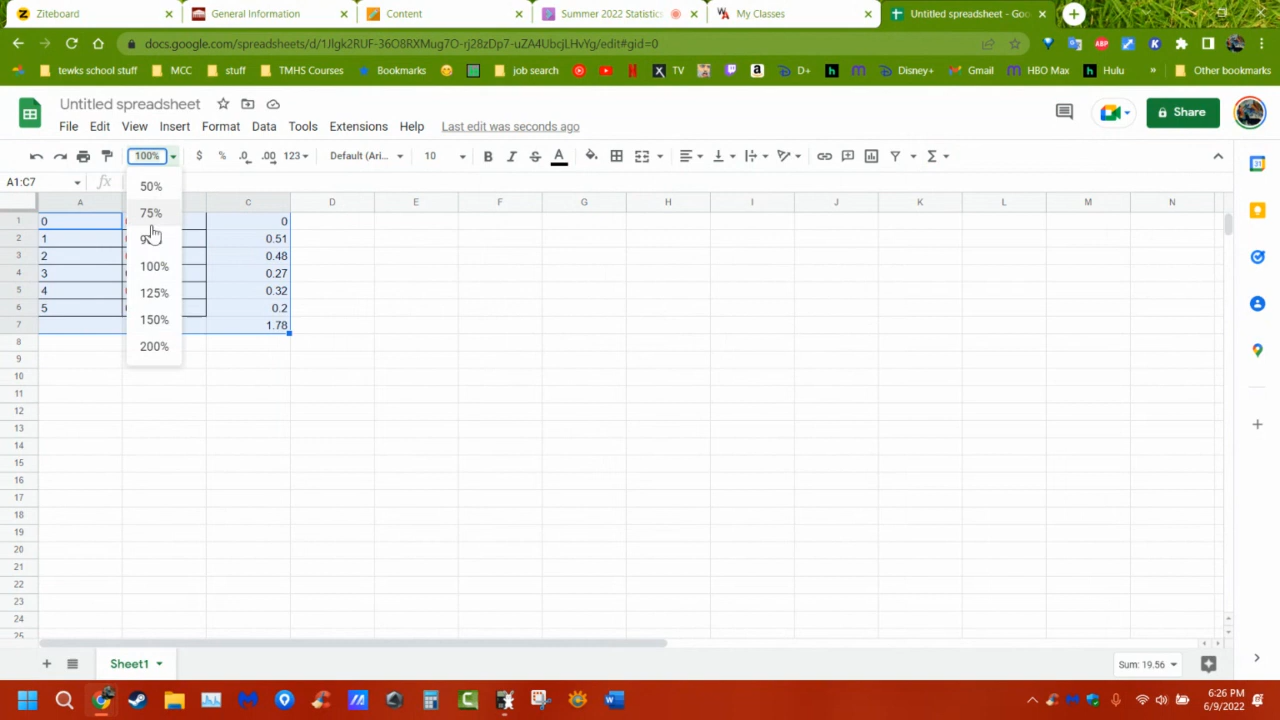 Ziteboard
General Information
Content
Summer 2022 Statistics
My Classes
Untitled spreadsheet - Goo
docs.google.com/spreadsheets/d/1Jlgk2RUF-36O8RXMug7O-rj28zDp7-uZA4UbcjLHvYg/edit#gid=0
tewks school stuff
MCC
stuff
TMHS Courses
Bookmarks
job search
TV
D+
Disney+
Gmail
HBO Max
Hulu
»
Other bookmarks
Untitled spreadsheet
File Edit View Insert Format Data Tools Extensions Help Last edit was seconds ago
Share
100% $ % .0 .00 123 Default (Ari... 10 B I S A Σ
A1:C7 fx
50%
75%
100%
125%
150%
200%
A C D E F G H I J K L M N
1 0 0
2 1 0.51
3 2 0.48
4 3 0.27
5 4 0.32
6 5 0.2
7 1.78
8
9
10
11
12
13
14
15
16
17
18
19
20
21
22
23
24
25
Sheet1
Sum: 19.56
6:26 PM
6/9/2022